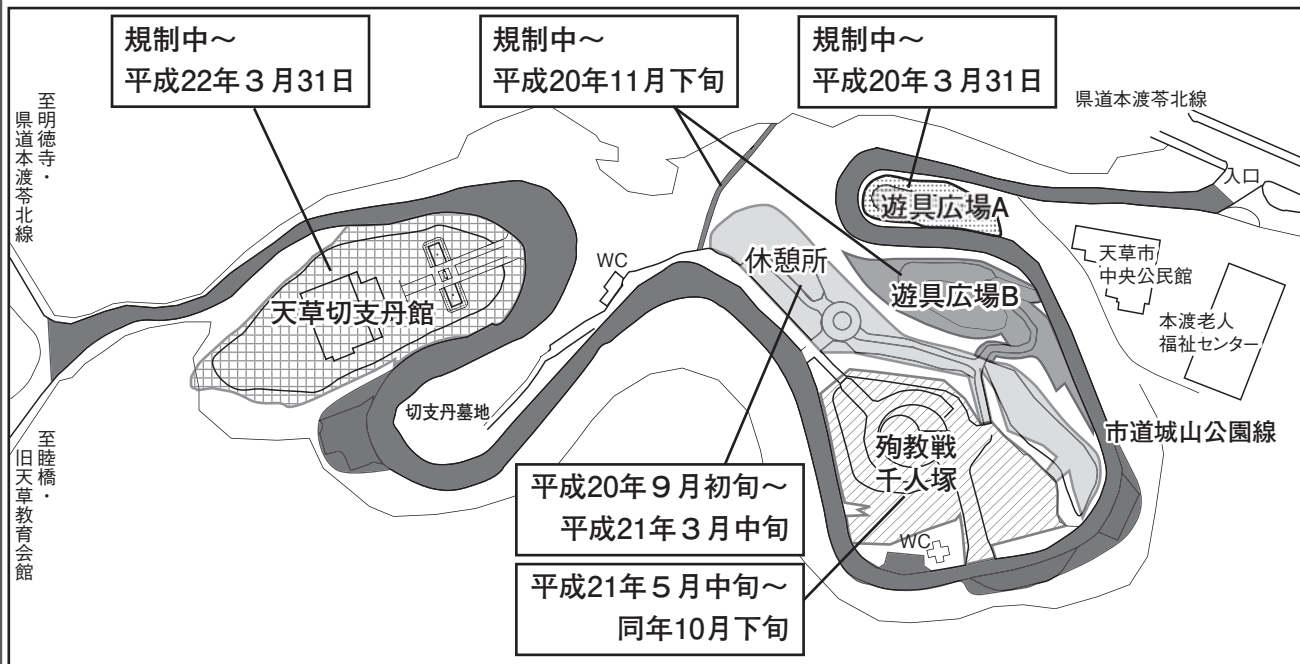 規制中～
平成22年３月31日
規制中～
平成20年11月下旬
規制中～
平成20年３月31日
県道本渡苓北線
至明徳寺・
県道本渡苓北線
入口
遊具広場A
天草市
中央公民館
WC
休憩所
遊具広場B
本渡老人
福祉センター
天草切支丹館
切支丹墓地
市道城山公園線
殉教戦
千人塚
至睦橋・
旧天草教育会館
平成20年９月初旬～
平成21年３月中旬
WC
平成21年５月中旬～
同年10月下旬